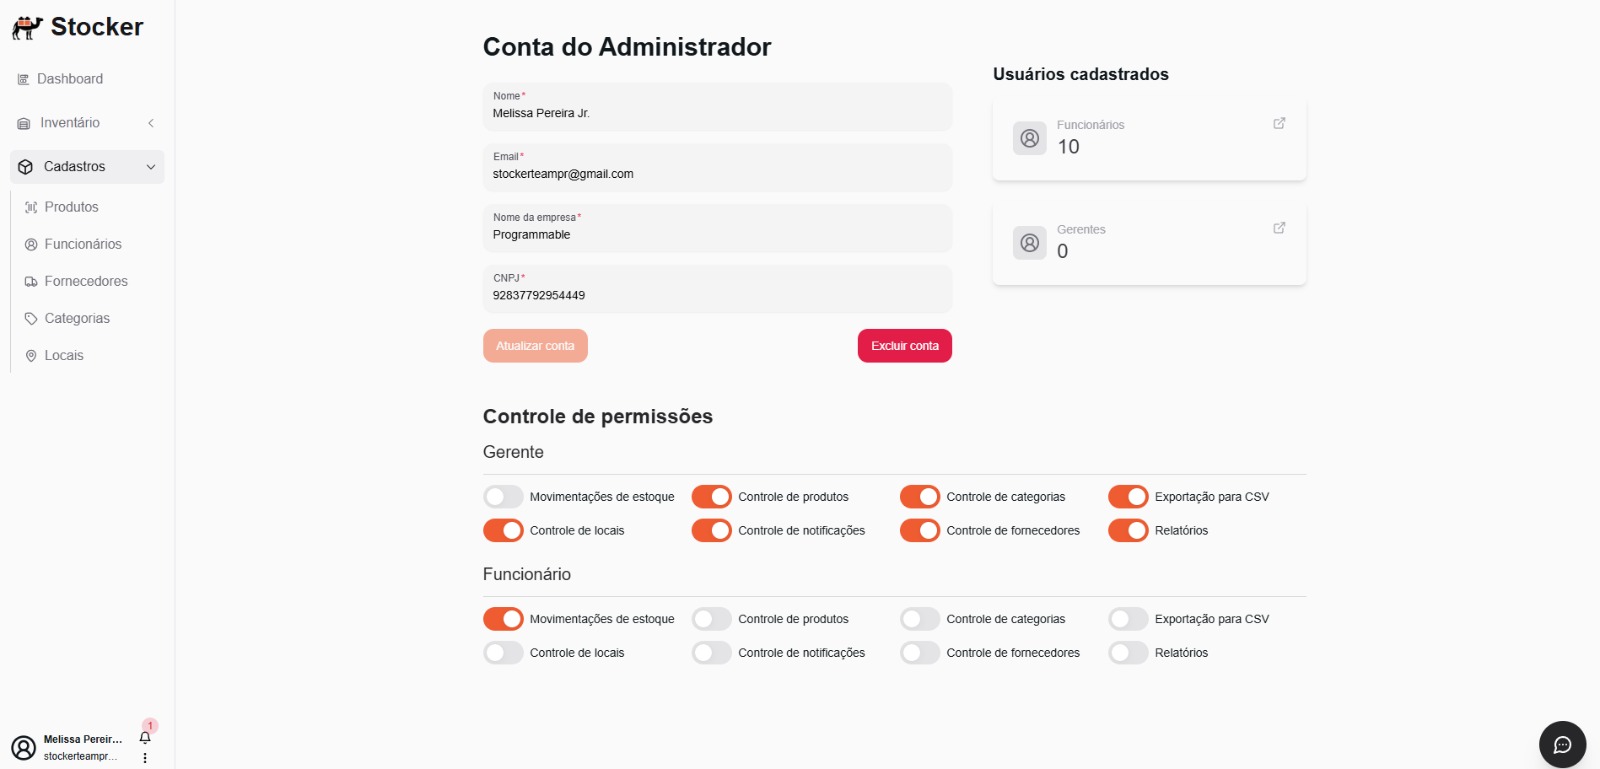 Stocker
Dashboard
Inventário
Cadastros
Produtos
Funcionários
Fornecedores
Categorias
Locais
Melissa Pereir...
stockerteampr...
1
Conta do Administrador
Nome*
Melissa Pereira Jr.
Email*
stockerteampr@gmail.com
Nome da empresa*
Programmable
CNPJ*
92837792954449
Atualizar conta
Excluir conta
Usuários cadastrados
Funcionários
10
Gerentes
0
Controle de permissões
Gerente
Movimentações de estoque
Controle de produtos
Controle de categorias
Exportação para CSV
Controle de locais
Controle de notificações
Controle de fornecedores
Relatórios
Funcionário
Movimentações de estoque
Controle de produtos
Controle de categorias
Exportação para CSV
Controle de locais
Controle de notificações
Controle de fornecedores
Relatórios